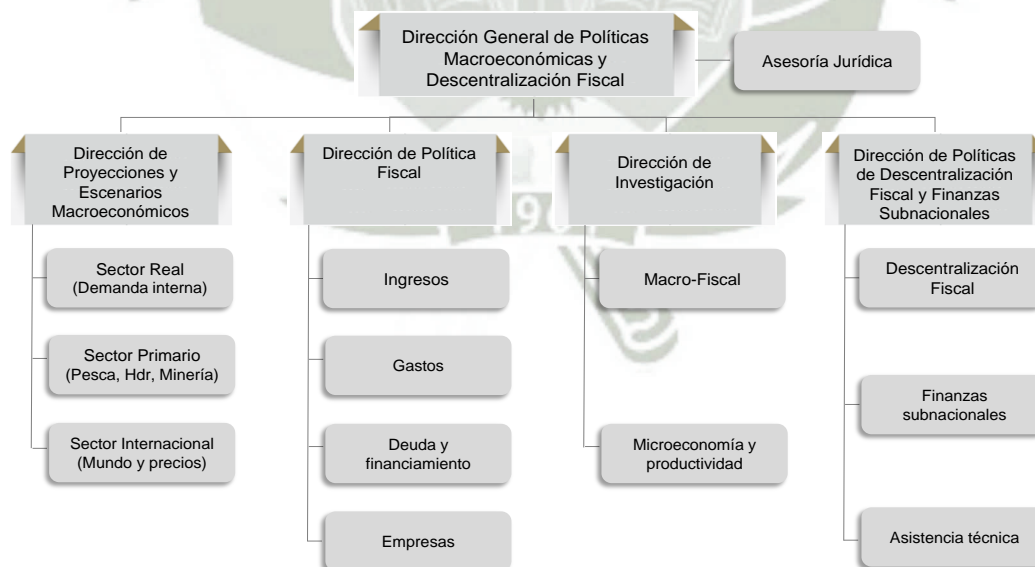 Dirección General de Políticas
Macroeconómicas y
Descentralización Fiscal
Asesoría Jurídica
Dirección de
Proyecciones y
Escenarios
Macroeconómicos
Sector Real
(Demanda interna)
Sector Primario
(Pesca, Hdr, Minería)
Sector Internacional
(Mundo y precios)
Dirección de Política
Fiscal
Ingresos
Gastos
Deuda y
financiamiento
Empresas
Dirección de
Investigación
Macro-Fiscal
Microeconomía y
productividad
Dirección de Políticas
de Descentralización
Fiscal y Finanzas
Subnacionales
Descentralización
Fiscal
Finanzas
subnacionales
Asistencia técnica